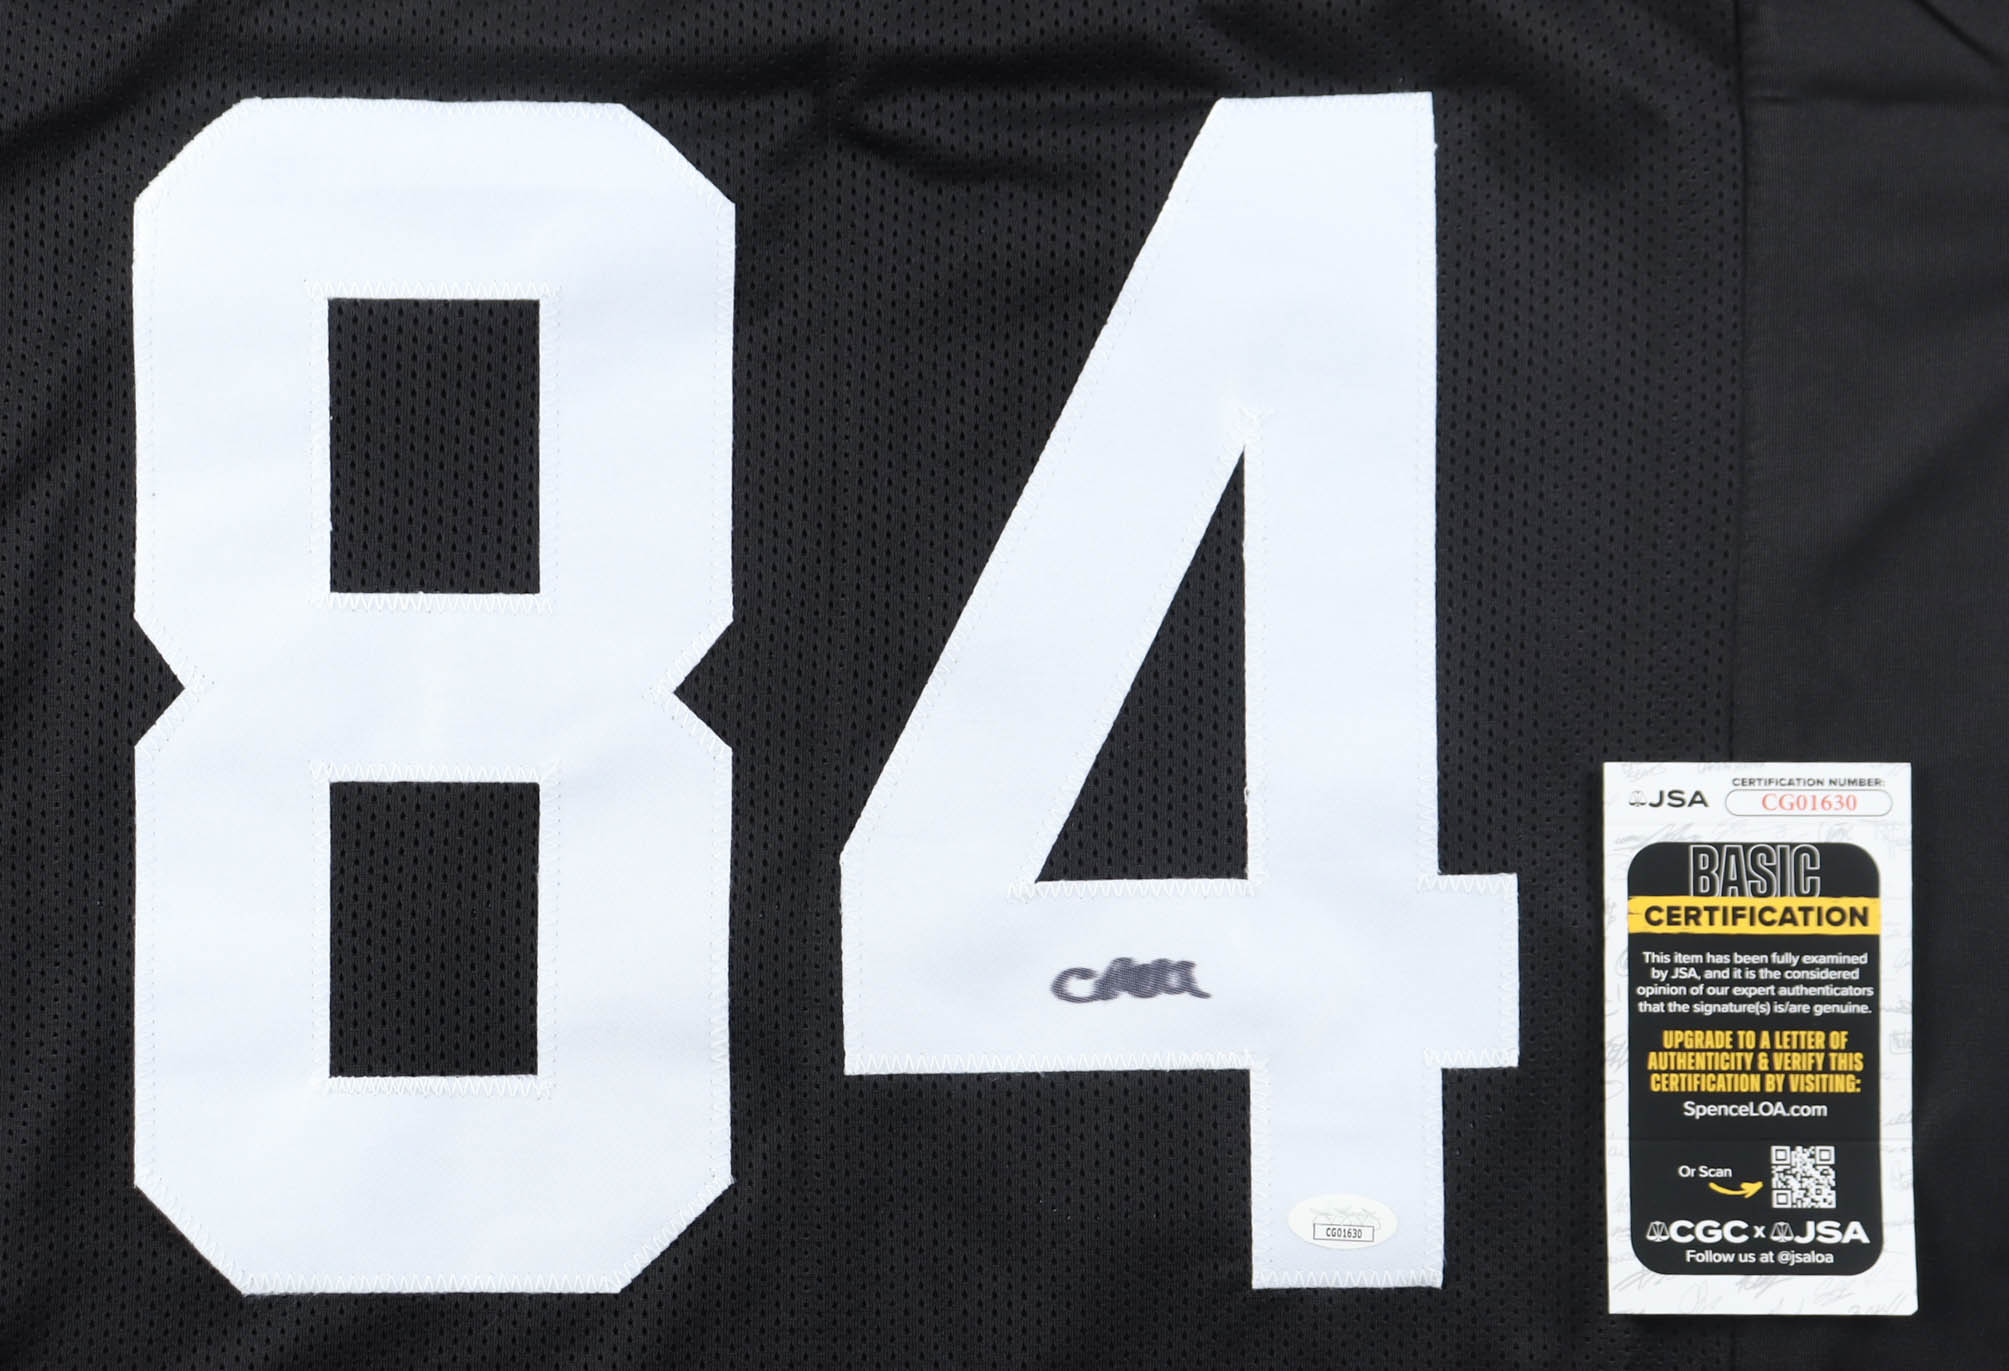 84
JSA
CERTIFICATION NUMBER:
CG01630
BASIC
CERTIFICATION
This item has been fully examined
by JSA, and it is the considered
opinion of our expert authenticators
that the signature(s) is/are genuine.
UPGRADE TO A LETTER OF
AUTHENTICITY & VERIFY THIS
CERTIFICATION BY VISITING:
SpenceLOA.com
Or Scan
CGC x JSA
Follow us at @jsaloa
CG01630